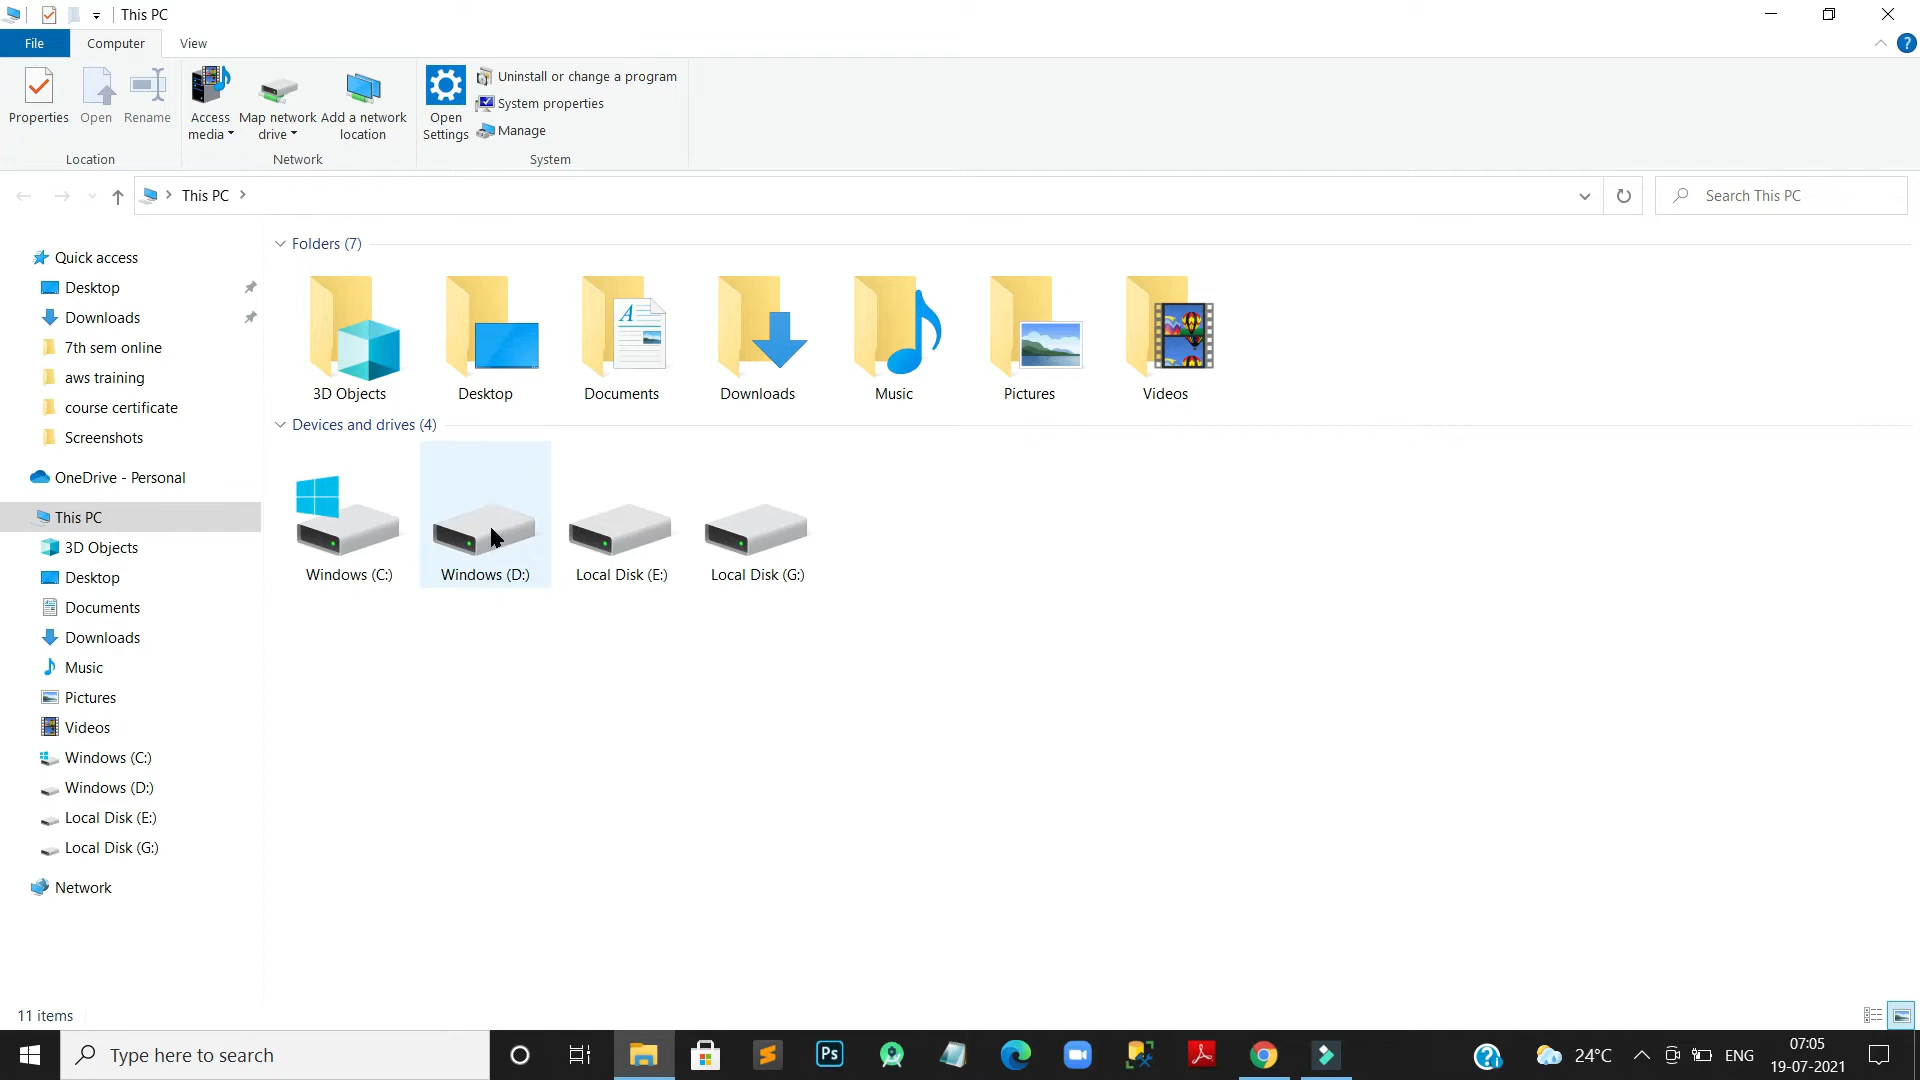 This PC
File
Computer
View
Properties
Open
Rename
Access
media
Map network
drive
Add a network
location
Open
Settings
Uninstall or change a program
System properties
Manage
Location
Network
System
This PC
Search This PC
Quick access
Desktop
Downloads
7th sem online
aws training
course certificate
Screenshots
OneDrive - Personal
This PC
3D Objects
Desktop
Documents
Downloads
Music
Pictures
Videos
Windows (C:)
Windows (D:)
Local Disk (E:)
Local Disk (G:)
Network
Folders (7)
3D Objects
Desktop
Documents
Downloads
Music
Pictures
Videos
Devices and drives (4)
Windows (C:)
Windows (D:)
Local Disk (E:)
Local Disk (G:)
11 items
Type here to search
Ps
24°C
ENG
07:05
19-07-2021